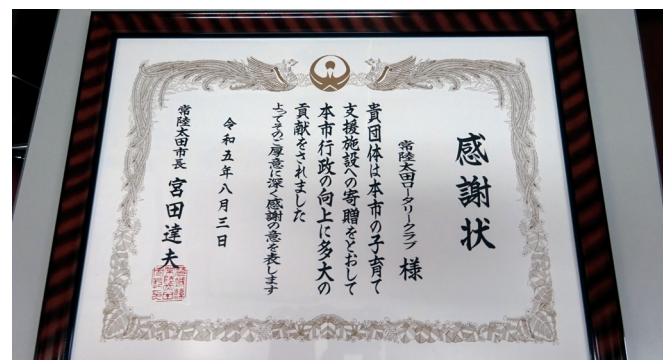 感謝状
常陸太田ロータリークラブ 様
貴団体は本市の子育て
支援施設への寄贈をとおして
本市行政の向上に多大の
貢献をされました
よってそのご厚意に深く感謝の意を表します
令和五年八月三日
常陸太田市長 宮田達夫